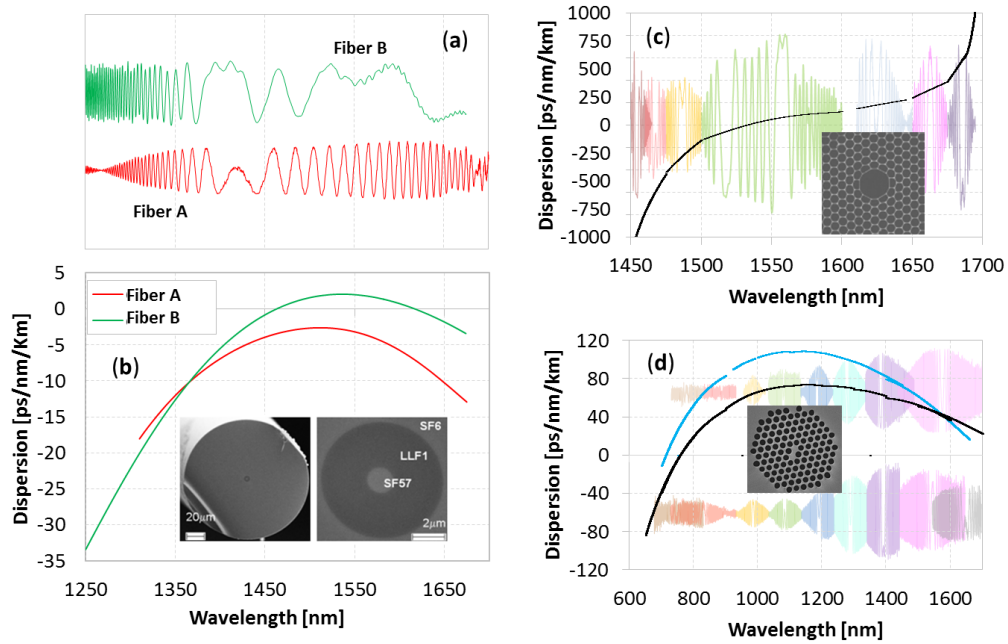 (a)
Fiber B
Fiber A
Dispersion [ps/nm/Km]
5
0
-5
-10
-15
-20
-25
-30
-35
Fiber A
Fiber B
(b)
20μm
SF6
LLF1
SF57
2μm
1250 1350 1450 1550 1650
Wavelength [nm]
(c)
Dispersion [ps/nm/km]
1000
750
500
250
0
-250
-500
-750
-1000
1450 1500 1550 1600 1650 1700
Wavelength [nm]
(d)
Dispersion [ps/nm/km]
120
80
40
0
-40
-80
-120
600 800 1000 1200 1400 1600
Wavelength [nm]